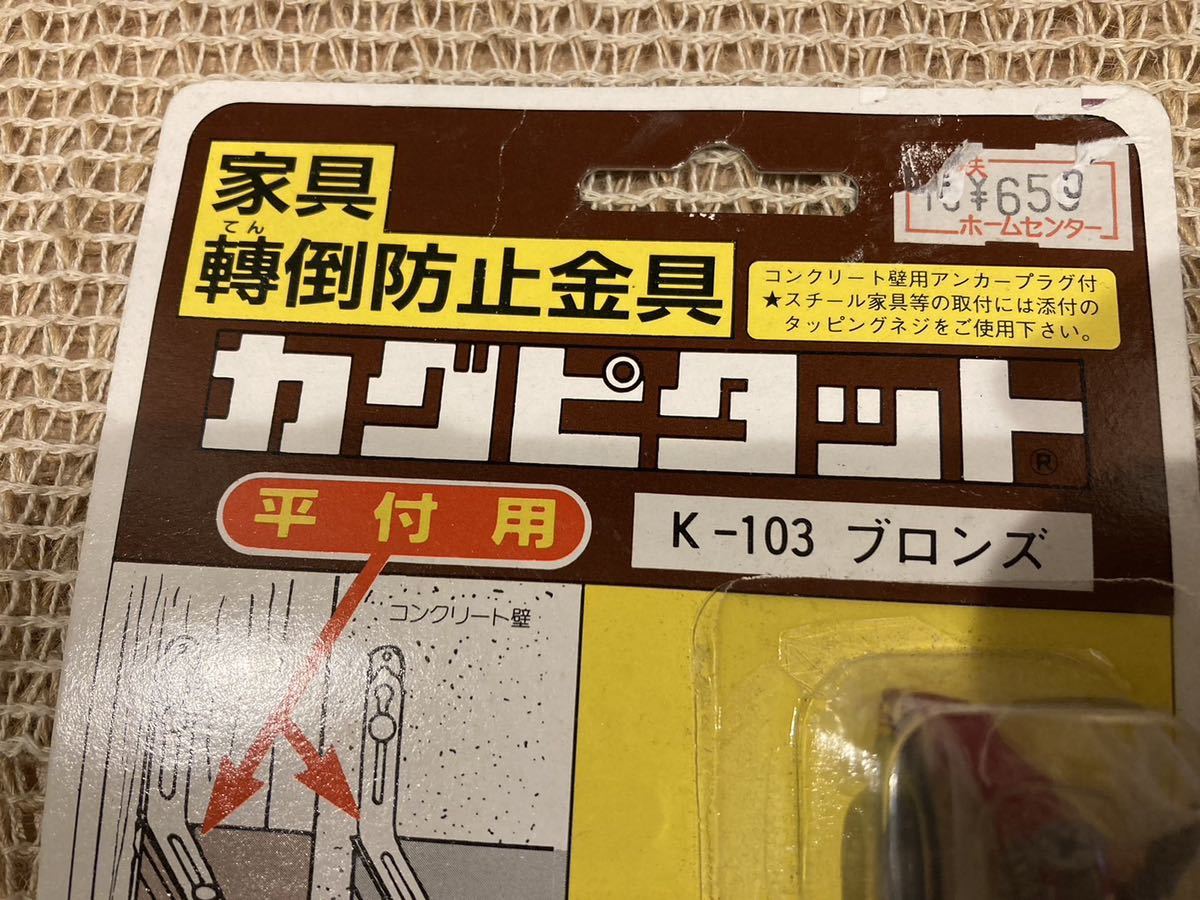 家具
てん
轉倒防止金具
¥650
ホームセンター
コンクリート壁用アンカープラグ付
★スチール家具等の取付には添付の
タッピングネジをご使用下さい。
カグピタット®
平付用
K-103 ブロンズ
コンクリート壁